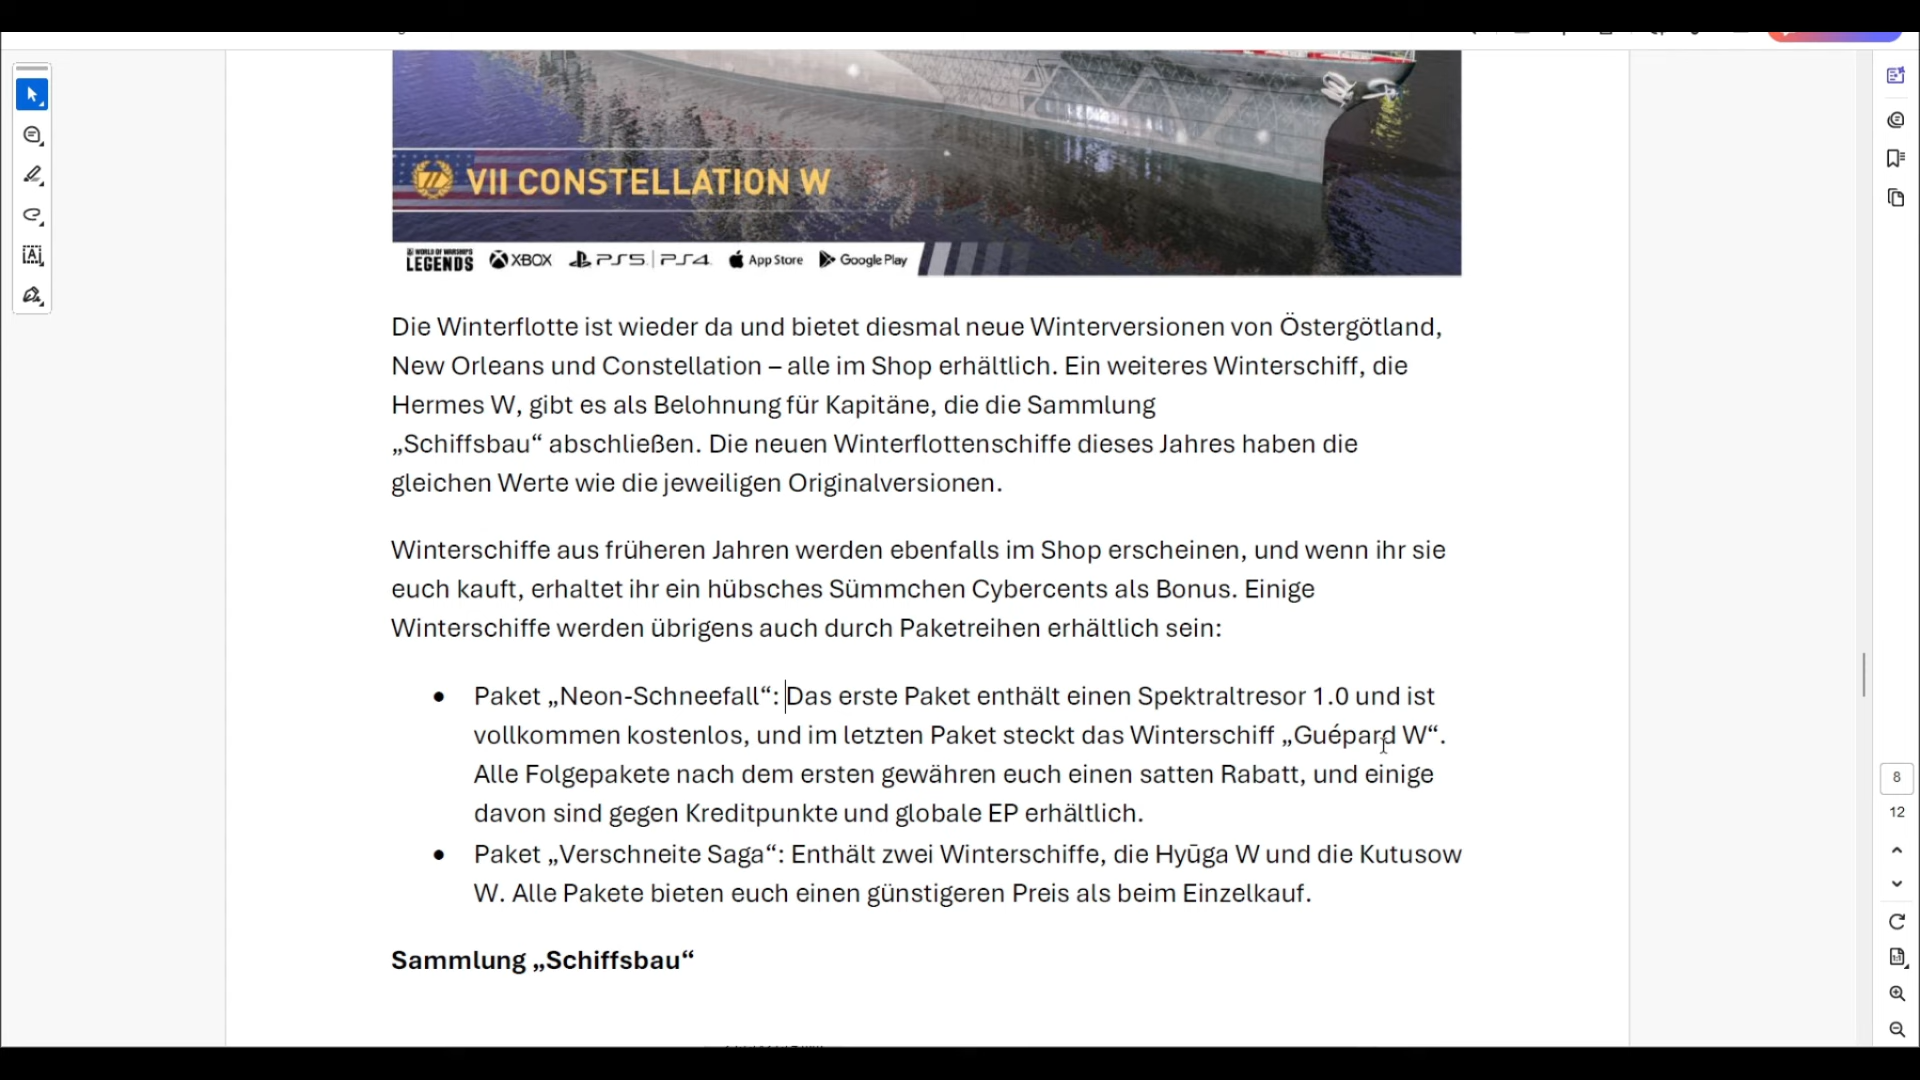 VII CONSTELLATION W
WORLD OF WARSHIPS
LEGENDS
XBOX
PS5
PS4
App Store
Google Play
Die Winterflotte ist wieder da und bietet diesmal neue Winterversionen von Östergötland,
New Orleans und Constellation – alle im Shop erhältlich. Ein weiteres Winterschiff, die
Hermes W, gibt es als Belohnung für Kapitäne, die die Sammlung
„Schiffsbau“ abschließen. Die neuen Winterflottenschiffe dieses Jahres haben die
gleichen Werte wie die jeweiligen Originalversionen.
Winterschiffe aus früheren Jahren werden ebenfalls im Shop erscheinen, und wenn ihr sie
euch kauft, erhaltet ihr ein hübsches Sümmchen Cybercents als Bonus. Einige
Winterschiffe werden übrigens auch durch Paketreihen erhältlich sein:
• Paket „Neon-Schneefall“: Das erste Paket enthält einen Spektraltresor 1.0 und ist
vollkommen kostenlos, und im letzten Paket steckt das Winterschiff „Guépard W“.
Alle Folgepakete nach dem ersten gewähren euch einen satten Rabatt, und einige
davon sind gegen Kreditpunkte und globale EP erhältlich.
• Paket „Verschneite Saga“: Enthält zwei Winterschiffe, die Hyūga W und die Kutusow
W. Alle Pakete bieten euch einen günstigeren Preis als beim Einzelkauf.
Sammlung „Schiffsbau“
8
12